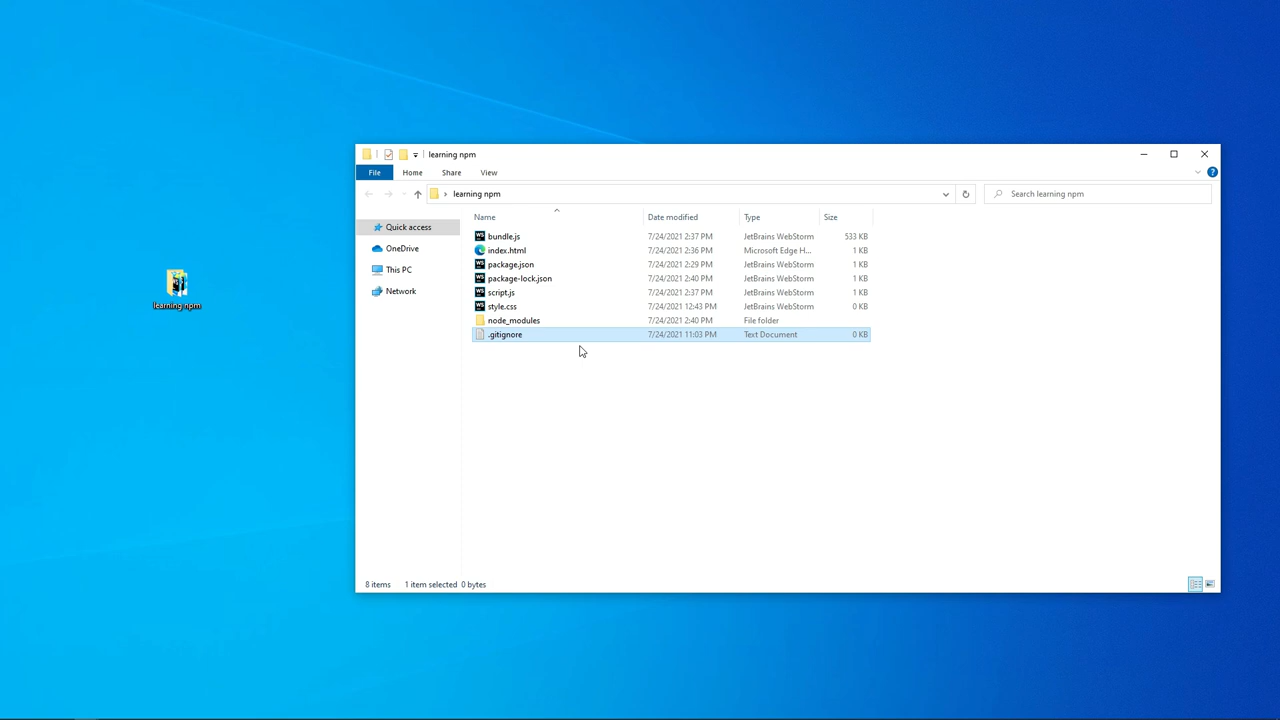 learning npm
learning npm
File Home Share View
learning npm
Search learning npm
Quick access
OneDrive
This PC
Network
Name Date modified Type Size
bundle.js 7/24/2021 2:37 PM JetBrains WebStorm 533 KB
index.html 7/24/2021 2:36 PM Microsoft Edge H... 1 KB
package.json 7/24/2021 2:29 PM JetBrains WebStorm 1 KB
package-lock.json 7/24/2021 2:40 PM JetBrains WebStorm 1 KB
script.js 7/24/2021 2:37 PM JetBrains WebStorm 1 KB
style.css 7/24/2021 12:43 PM JetBrains WebStorm 0 KB
node_modules 7/24/2021 2:40 PM File folder
.gitignore 7/24/2021 11:03 PM Text Document 0 KB
8 items 1 item selected 0 bytes